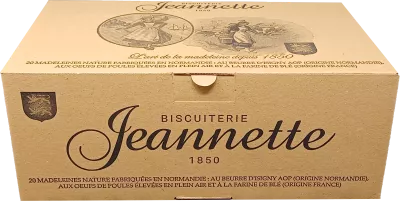 Jeannette
1850
L'art de la madeleine depuis 1850
20 MADELEINES NATURE FABRIQUÉES EN NORMANDIE : AU BEURRE D'ISIGNY AOP (ORIGINE NORMANDIE),
AUX OEUFS DE POULES ÉLEVÉES EN PLEIN AIR ET À LA FARINE DE BLÉ (ORIGINE FRANCE)
BISCUITERIE
Jeannette
1850
20 MADELEINES NATURE FABRIQUÉES EN NORMANDIE : AU BEURRE D'ISIGNY AOP (ORIGINE NORMANDIE),
AUX OEUFS DE POULES ÉLEVÉES EN PLEIN AIR ET À LA FARINE DE BLÉ (ORIGINE FRANCE)